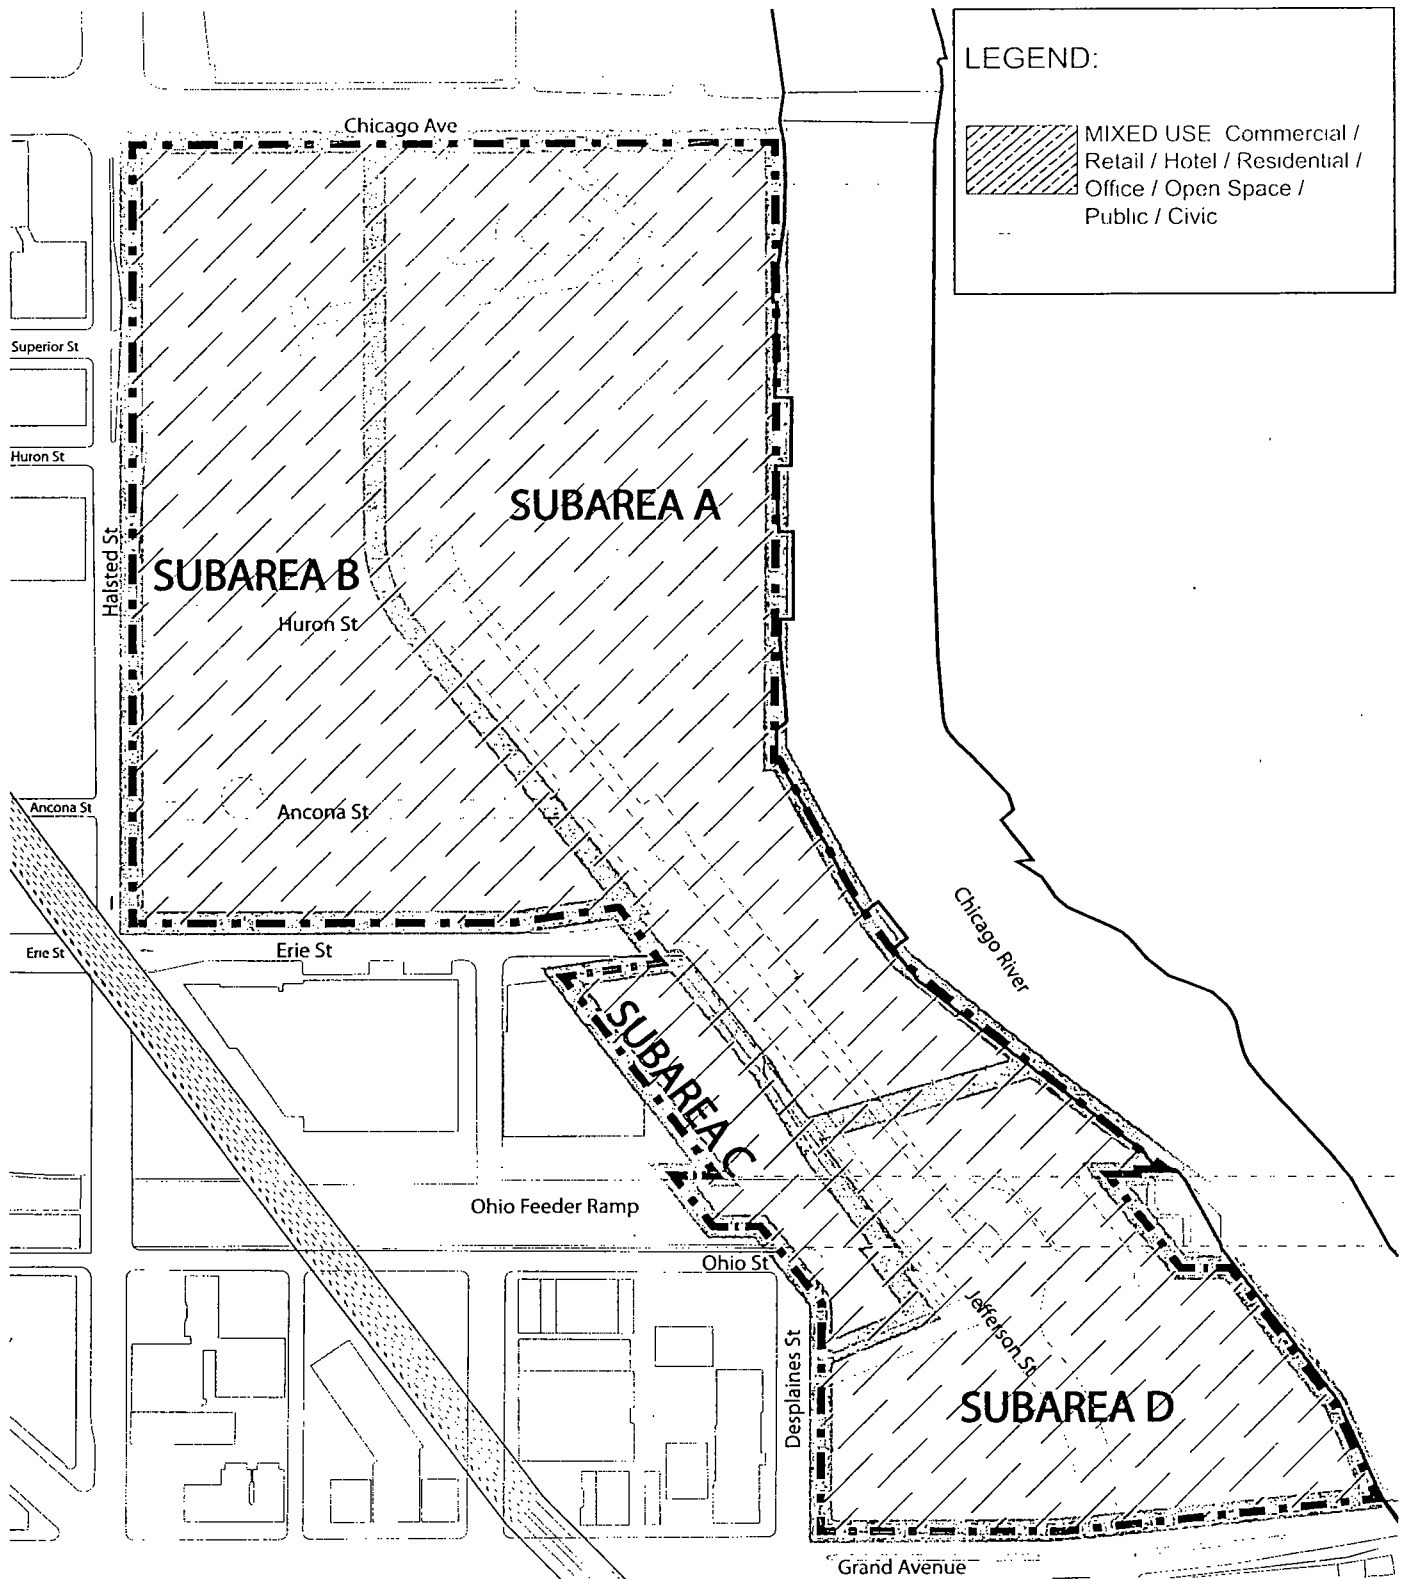 LEGEND:
MIXED USE Commercial /
Retail / Hotel / Residential /
Office / Open Space /
Public / Civic
Chicago Ave
Superior St
Huron St
Halsted St
SUBAREA A
SUBAREA B
Huron St
Ancona St
Ancona St
Chicago River
Erie St
Erie St
SUBAREA C
Ohio Feeder Ramp
Ohio St
Jefferson St
Desplaines St
SUBAREA D
Grand Avenue